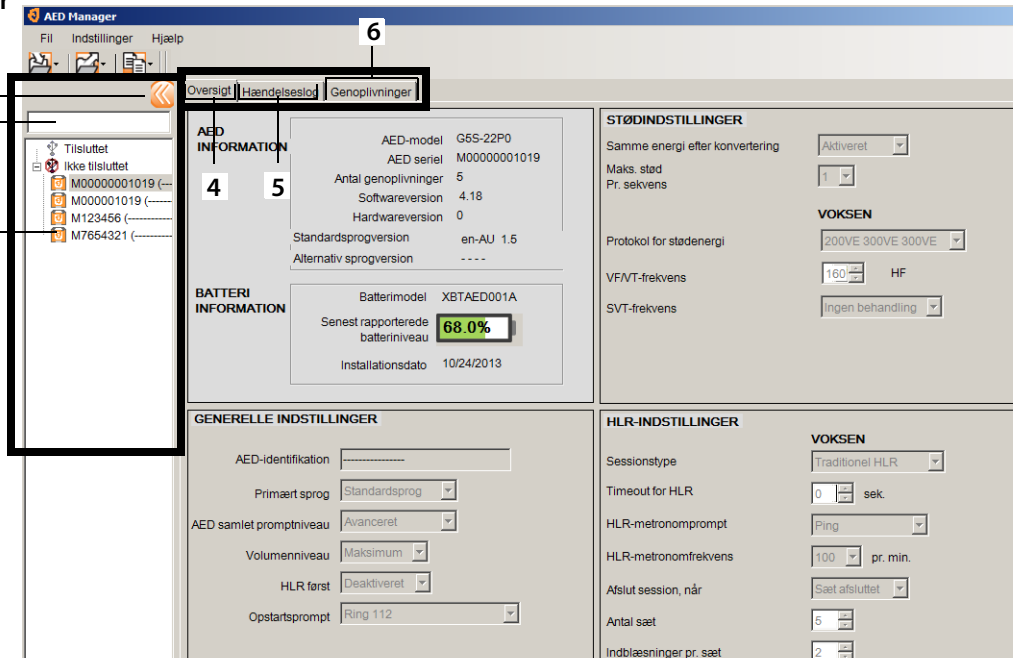 r
AED Manager
Fil Indstillinger Hjælp
6
Oversigt Hændelseslog Genoplivninger
4
5
Tilsluttet
Ikke tilsluttet
M00000001019 (---
M000001019 (------
M123456 (------------
M7654321 (----------
AED INFORMATION
AED-model G5S-22P0
AED seriel M00000001019
Antal genoplivninger 5
Softwareversion 4.18
Hardwareversion 0
Standardsprogversion en-AU 1.5
Alternativ sprogversion ----
BATTERI INFORMATION
Batterimodel XBTAED001A
Senest rapporterede batteriniveau 68.0%
Installationsdato 10/24/2013
STØDINDSTILLINGER
Samme energi efter konvertering Aktiveret
Maks. stød
Pr. sekvens 1
VOKSEN
Protokol for stødenergi 200VE 300VE 300VE
VF/VT-frekvens 160 HF
SVT-frekvens Ingen behandling
GENERELLE INDSTILLINGER
AED-identifikation ----------------
Primært sprog Standardsprog
AED samlet promptniveau Avanceret
Volumenniveau Maksimum
HLR først Deaktiveret
Opstartsprompt Ring 112
HLR-INDSTILLINGER
VOKSEN
Sessionstype Traditionel HLR
Timeout for HLR 0 sek.
HLR-metronomprompt Ping
HLR-metronomfrekvens 100 pr. min.
Afslut session, når Sæt afsluttet
Antal sæt 5
Indblæsninger pr. sæt 2